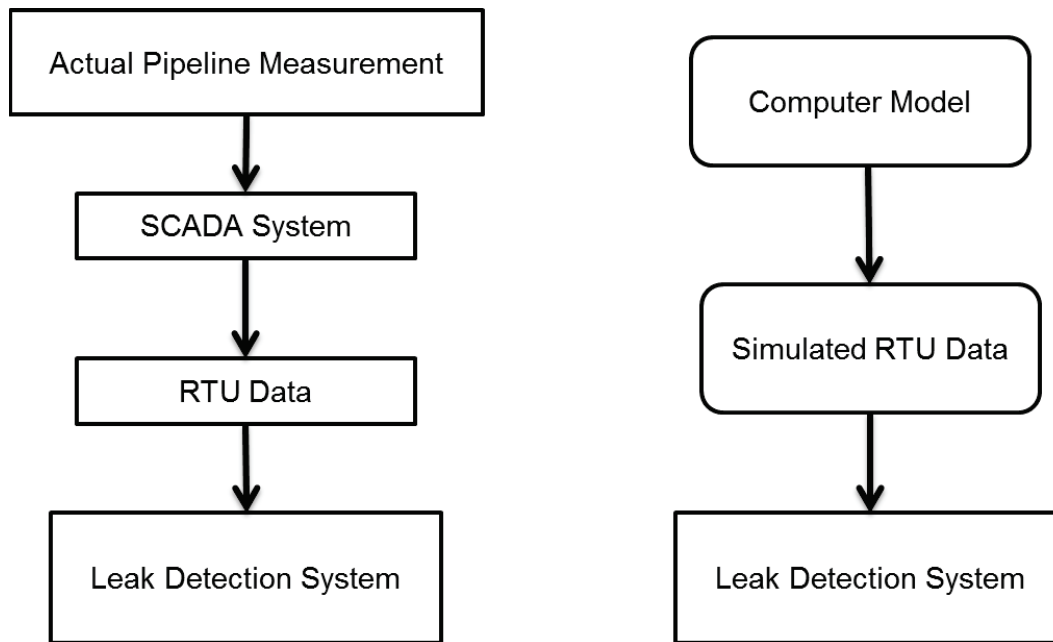 Actual Pipeline Measurement
SCADA System
RTU Data
Leak Detection System
Computer Model
Simulated RTU Data
Leak Detection System